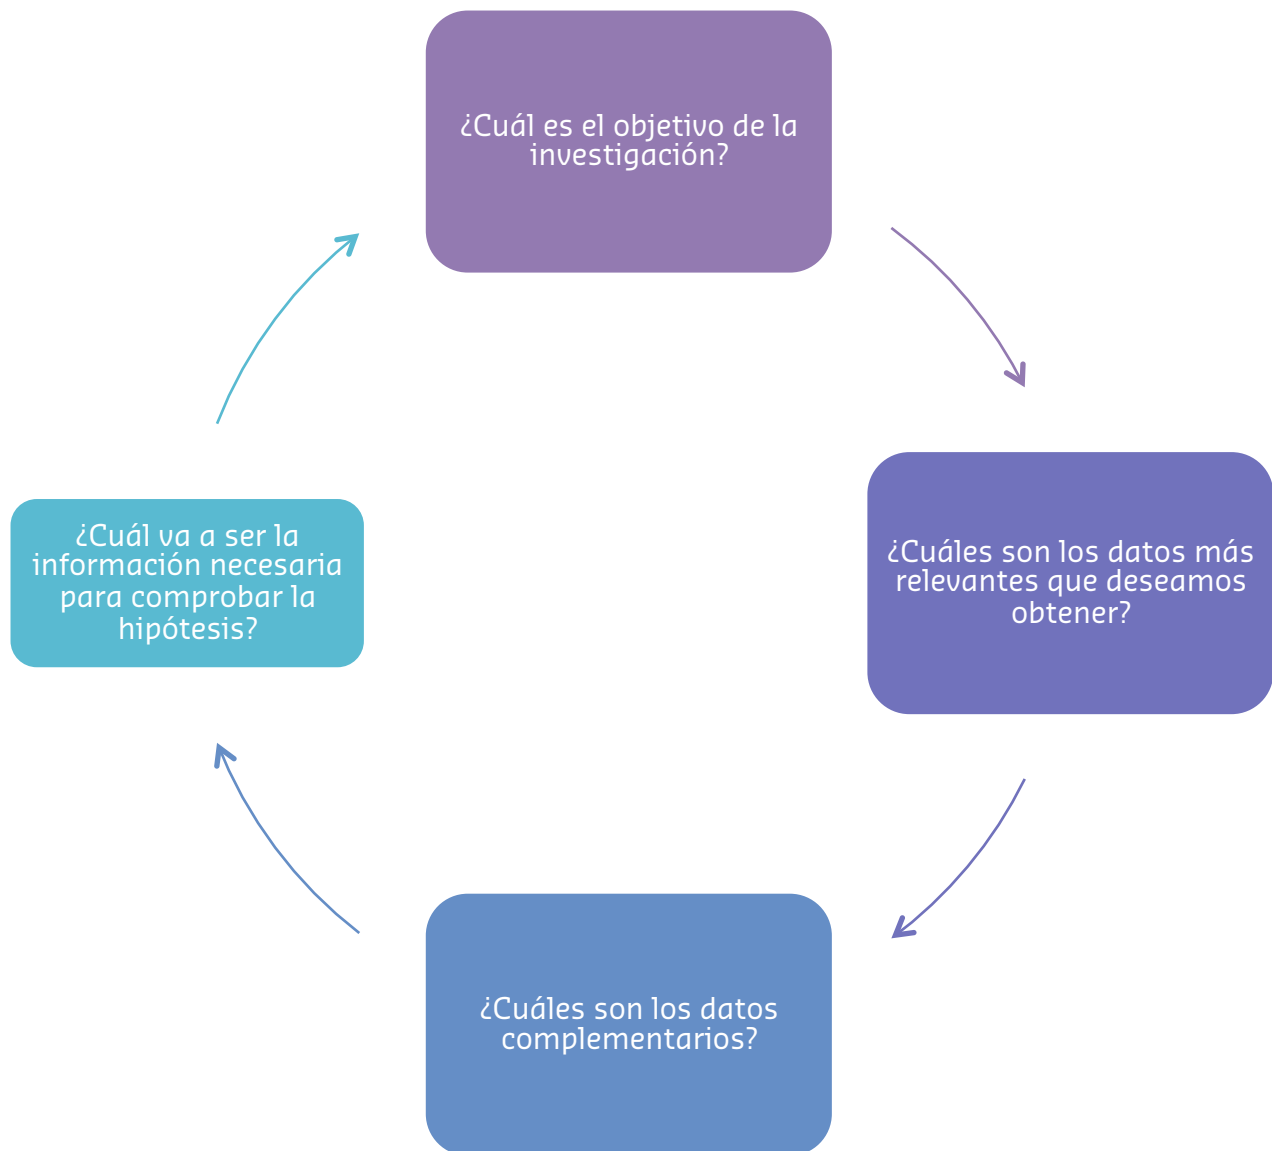 ¿Cuál es el objetivo de la
investigación?
¿Cuáles son los datos más
relevantes que deseamos
obtener?
¿Cuáles son los datos
complementarios?
¿Cuál va a ser la
información necesaria
para comprobar la
hipótesis?